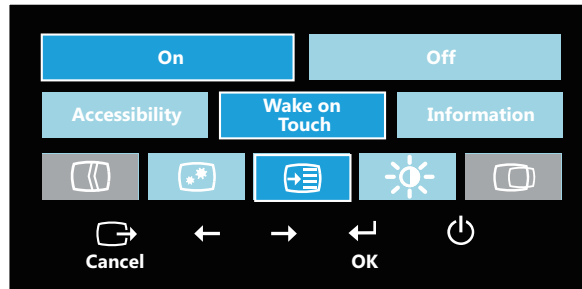 On
Off
Accessibility
Wake on
Touch
Information
Cancel
OK